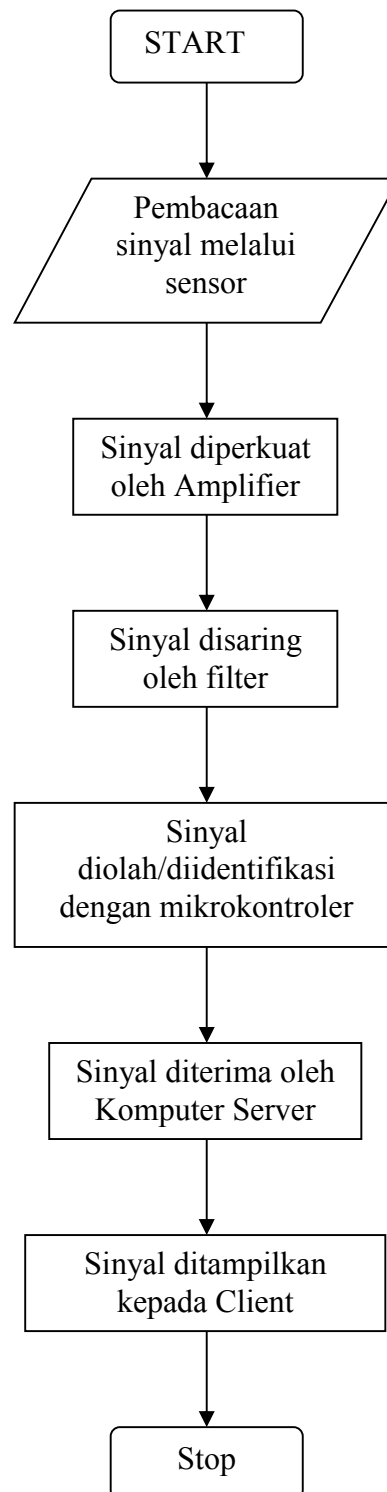 START
Pembacaan
sinyal melalui
sensor
Sinyal diperkuat
oleh Amplifier
Sinyal disaring
oleh filter
Sinyal
diolah/diidentifikasi
dengan mikrokontroler
Sinyal diterima oleh
Komputer Server
Sinyal ditampilkan
kepada Client
Stop